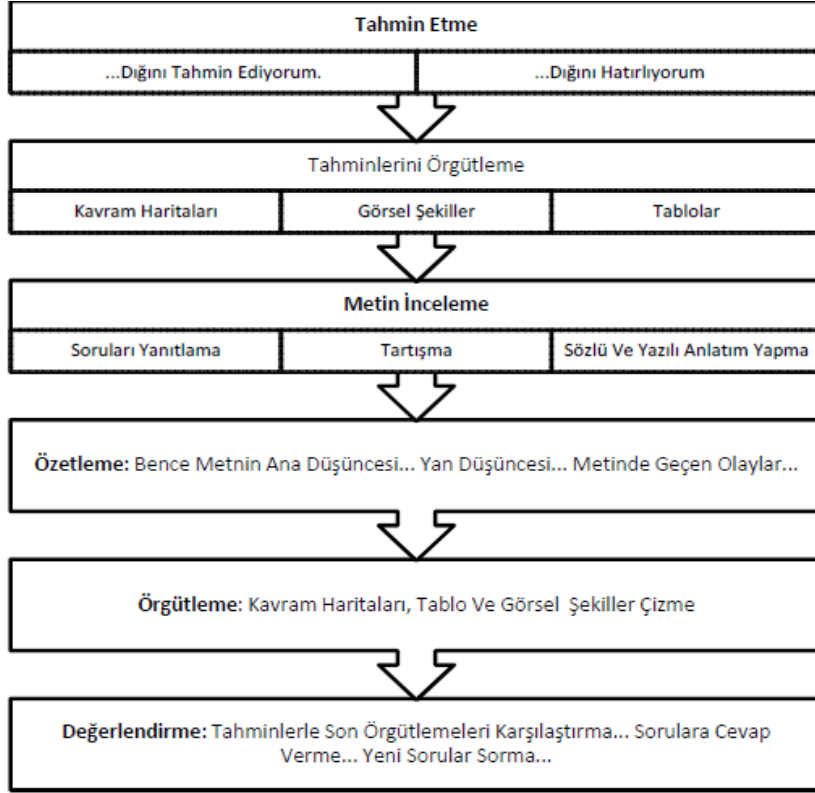 Tahmin Etme
...Dığını Tahmin Ediyorum.
...Dığını Hatırlıyorum
Tahminlerini Örgütleme
Kavram Haritaları
Görsel Şekiller
Tablolar
Metin İnceleme
Soruları Yanıtlama
Tartışma
Sözlü Ve Yazılı Anlatım Yapma
Özetleme: Bence Metnin Ana Düşüncesi... Yan Düşüncesi... Metinde Geçen Olaylar...
Örgütleme: Kavram Haritaları, Tablo Ve Görsel Şekiller Çizme
Değerlendirme: Tahminlerle Son Örgütlemeleri Karşılaştırma... Sorulara Cevap
Verme... Yeni Sorular Sorma...